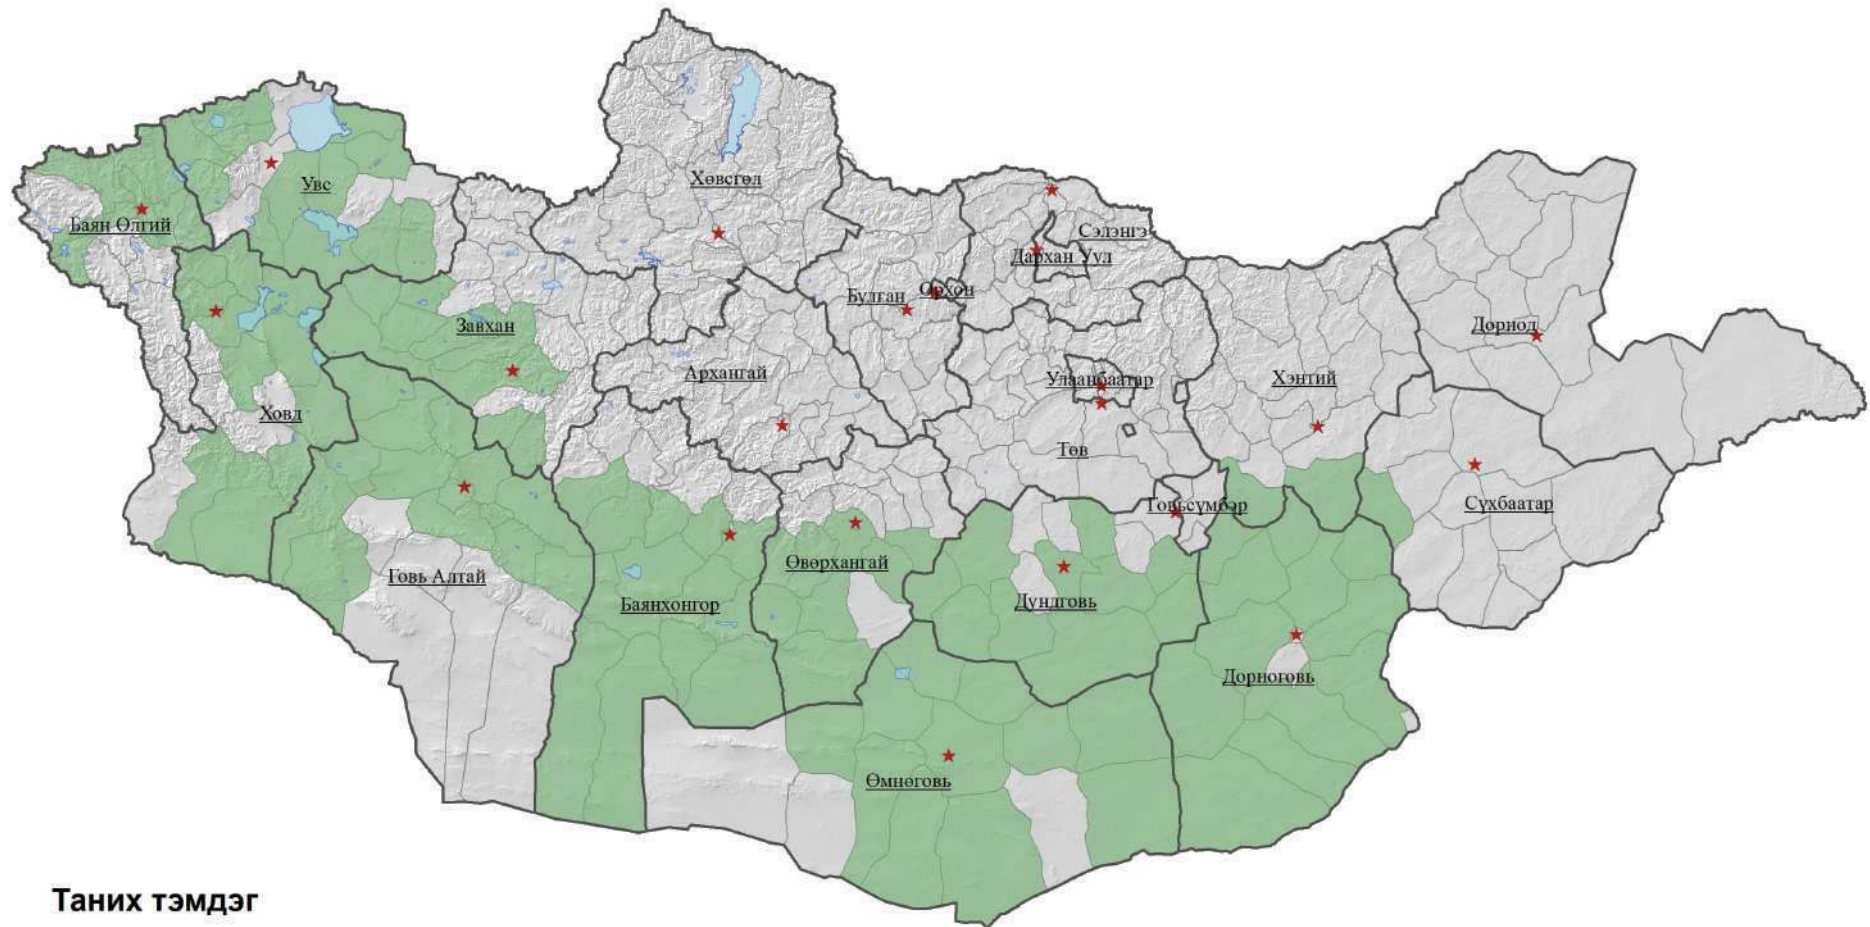 Хөвсгөл
Увс
Баян Өлгий
Сэлэнгэ
Дархан Уул
Орхон
Булган
Завхан
Дорнод
Архангай
Улаанбаатар
Хэнтий
Ховд
Төв
Говьсүмбэр
Сүхбаатар
Өвөрхангай
Говь Алтай
Баянхонгор
Дундговь
Дорноговь
Өмнөговь
Таних тэмдэг